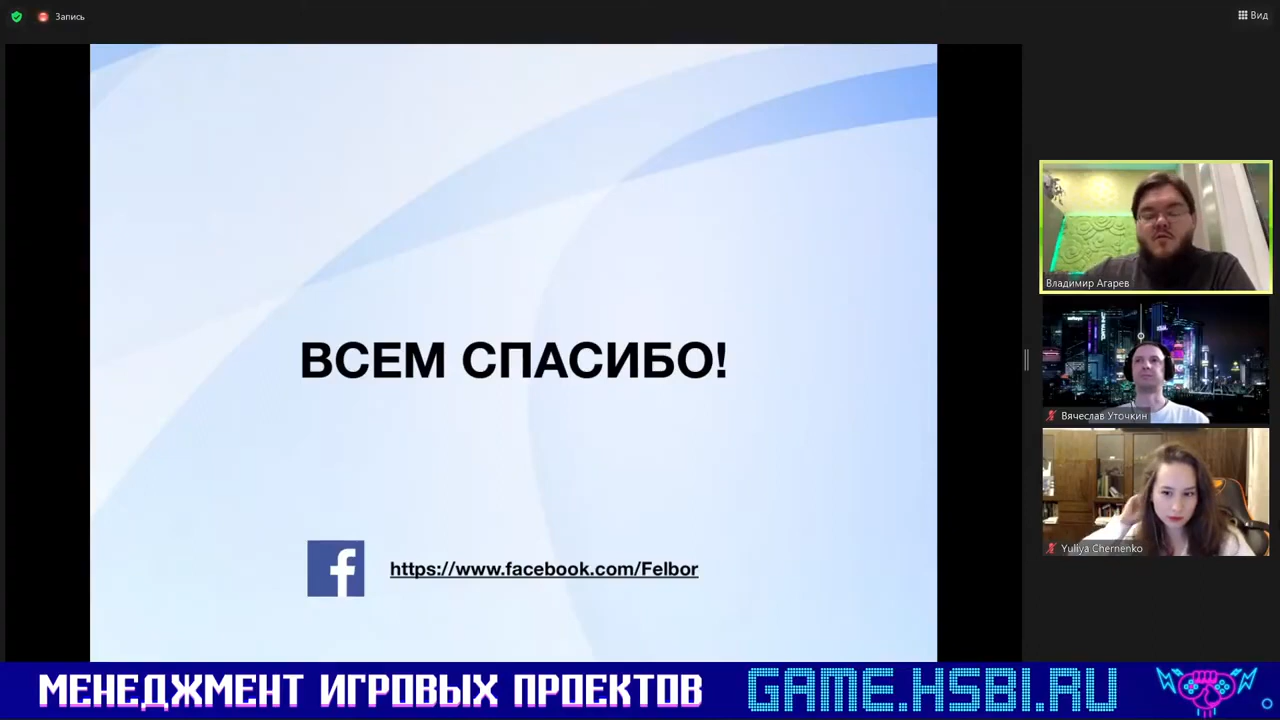 Запись
Вид
ВСЕМ СПАСИБО!
https://www.facebook.com/Felbor
Владимир Агарев
Вячеслав Уточкин
Yuliya Chernenko
МЕНЕДЖМЕНТ ИГРОВЫХ ПРОЕКТОВ
GAME.HSBI.RU